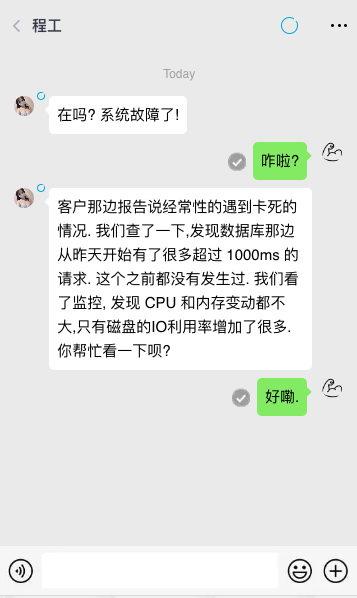 程工
Today
在吗? 系统故障了!
咋啦?
客户那边报告说经常性的遇到卡死的
情况. 我们查了一下,发现数据库那边
从昨天开始有了很多超过 1000ms 的
请求. 这个之前都没有发生过. 我们看
了监控, 发现 CPU 和内存变动都不
大,只有磁盘的IO利用率增加了很多.
你帮忙看一下呗?
好嘞.